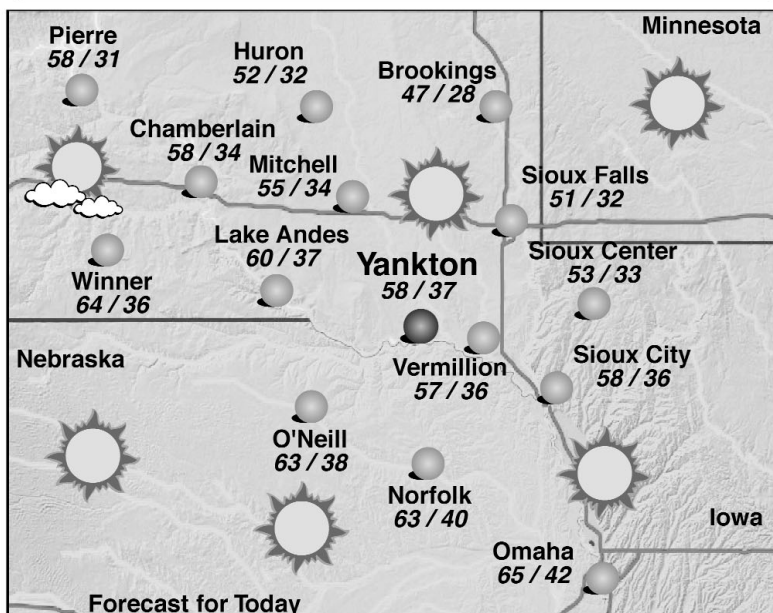 Minnesota
Pierre
58 / 31
Huron
52 / 32
Brookings
47 / 28
Chamberlain
58 / 34
Mitchell
55 / 34
Sioux Falls
51 / 32
Winner
64 / 36
Lake Andes
60 / 37
Yankton
58 / 37
Sioux Center
53 / 33
Nebraska
Vermillion
57 / 36
Sioux City
58 / 36
O'Neill
63 / 38
Norfolk
63 / 40
Iowa
Omaha
65 / 42
Forecast for Today